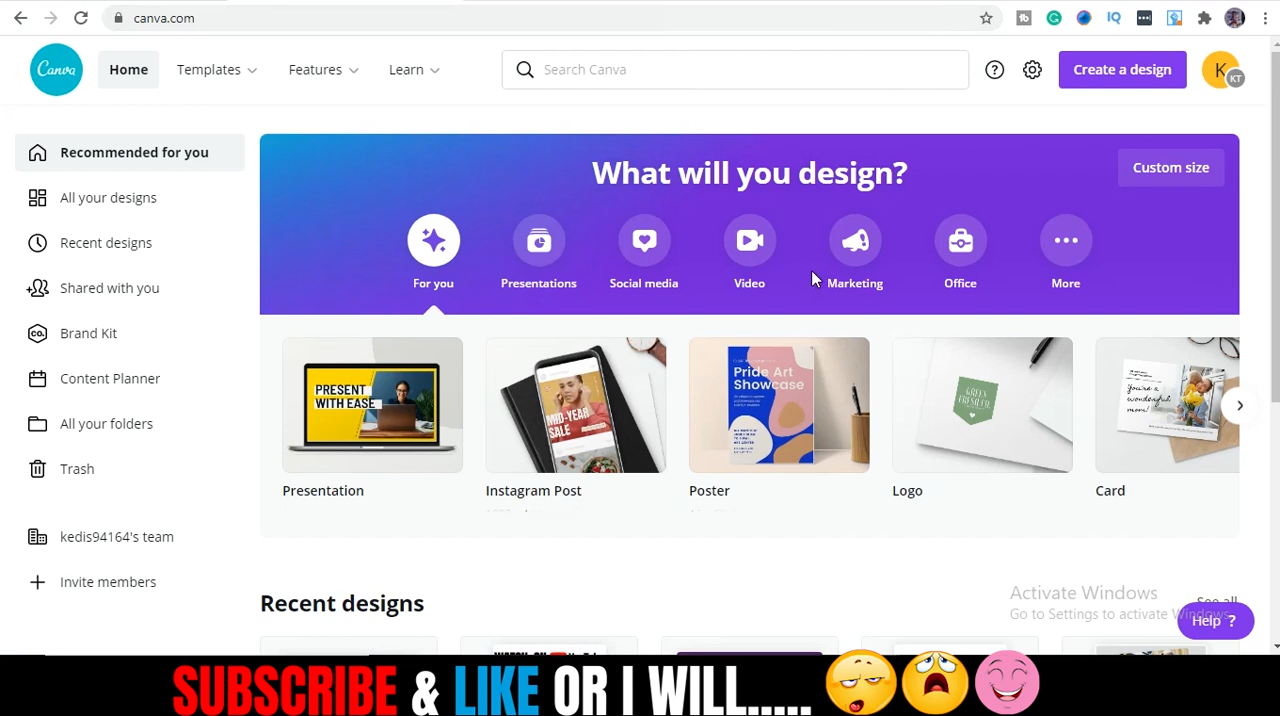 canva.com
IQ
Canva
Home
Templates
Features
Learn
Search Canva
Create a design
K
KT
Recommended for you
All your designs
Recent designs
Shared with you
Brand Kit
CO.
Content Planner
All your folders
Trash
kedis94164's team
Invite members
What will you design?
Custom size
For you
Presentations
Social media
Video
Marketing
Office
More
PRESENT
WITH EASE
MID-YEAR
SALE
Pride Art
Showcase
GREEN
You're a
wonderful
mom!
Presentation
Instagram Post
Poster
Logo
Card
Recent designs
See all
Activate Windows
Go to Settings to activate Windows.
Help ?
SUBSCRIBE & LIKE OR I WILL.....